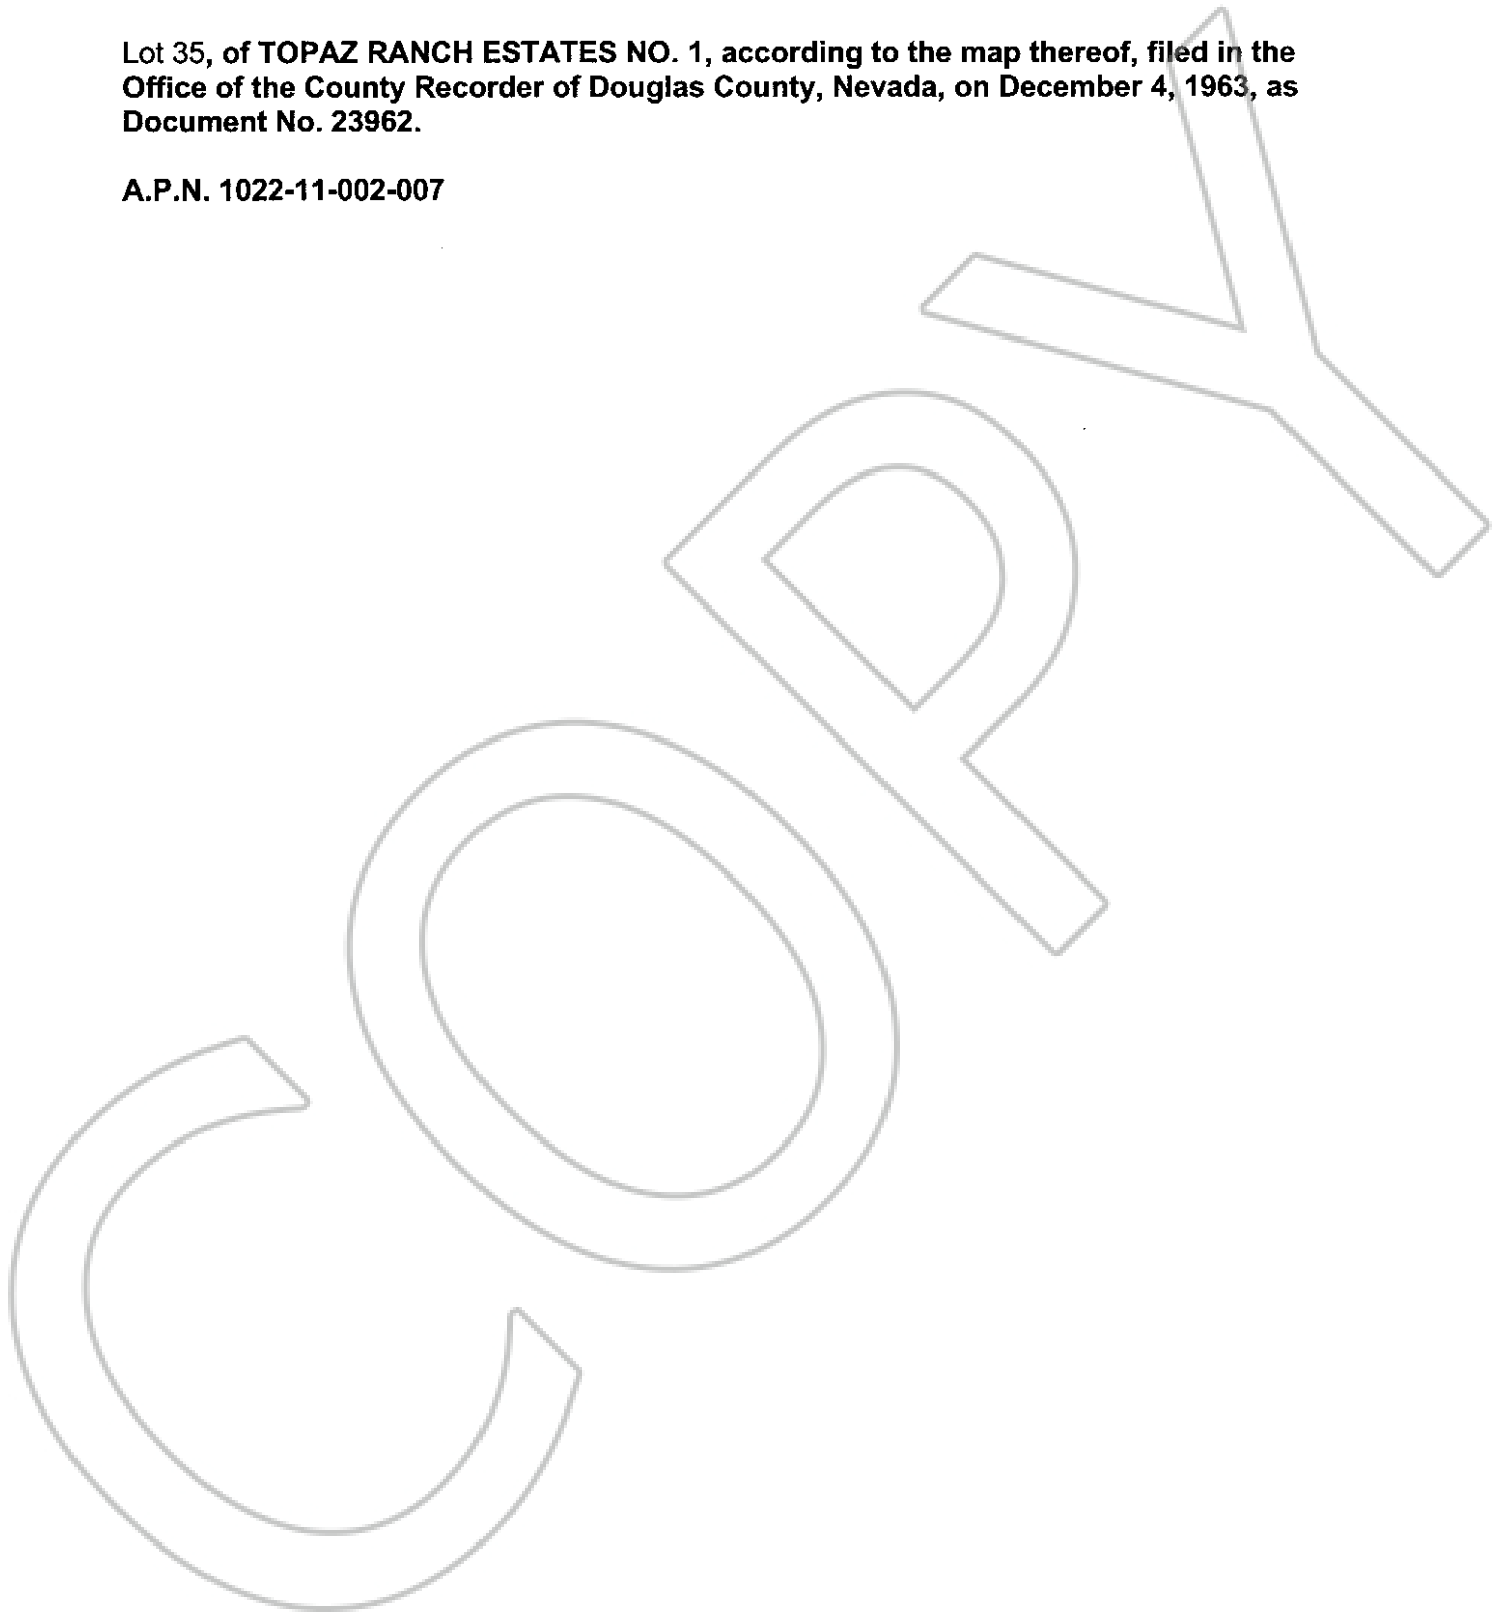 Lot 35, of TOPAZ RANCH ESTATES NO. 1, according to the map thereof, filed in the
Office of the County Recorder of Douglas County, Nevada, on December 4, 1963, as
Document No. 23962.
A.P.N. 1022-11-002-007
COPY